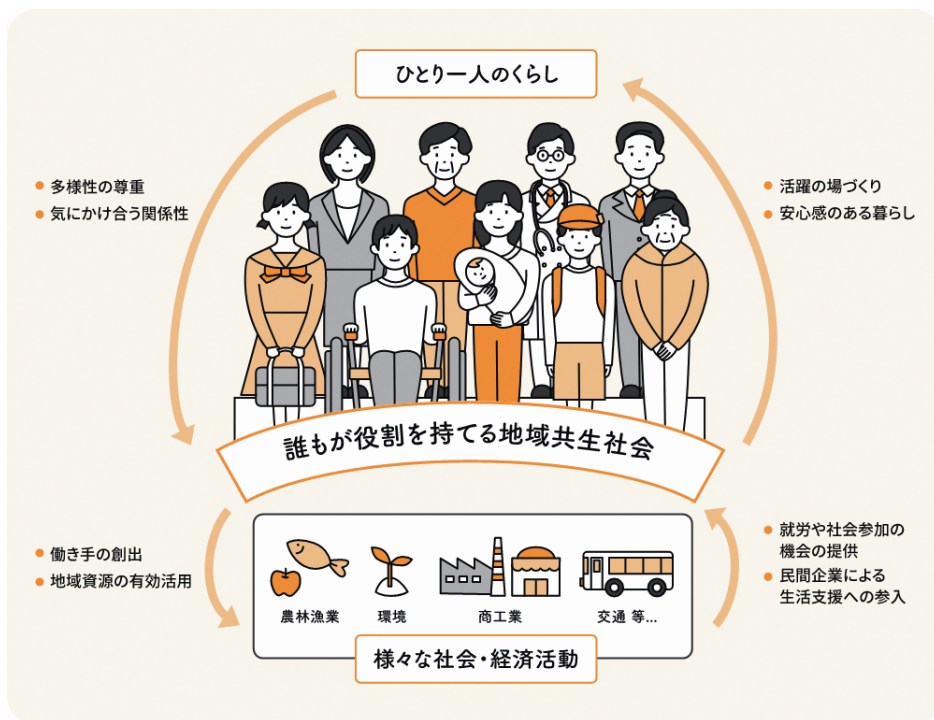 ひとり一人のくらし
多様性の尊重
気にかけ合う関係性
活躍の場づくり
安心感のある暮らし
誰もが役割を持てる地域共生社会
働き手の創出
地域資源の有効活用
就労や社会参加の
機会の提供
民間企業による
生活支援への参入
農林漁業
環境
商工業
交通 等...
様々な社会・経済活動